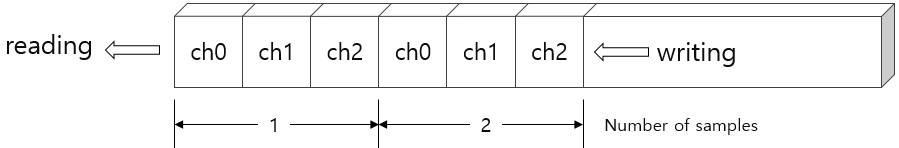 reading ch0 ch1 ch2 ch0 ch1 ch2 writing
1 2 Number of samples